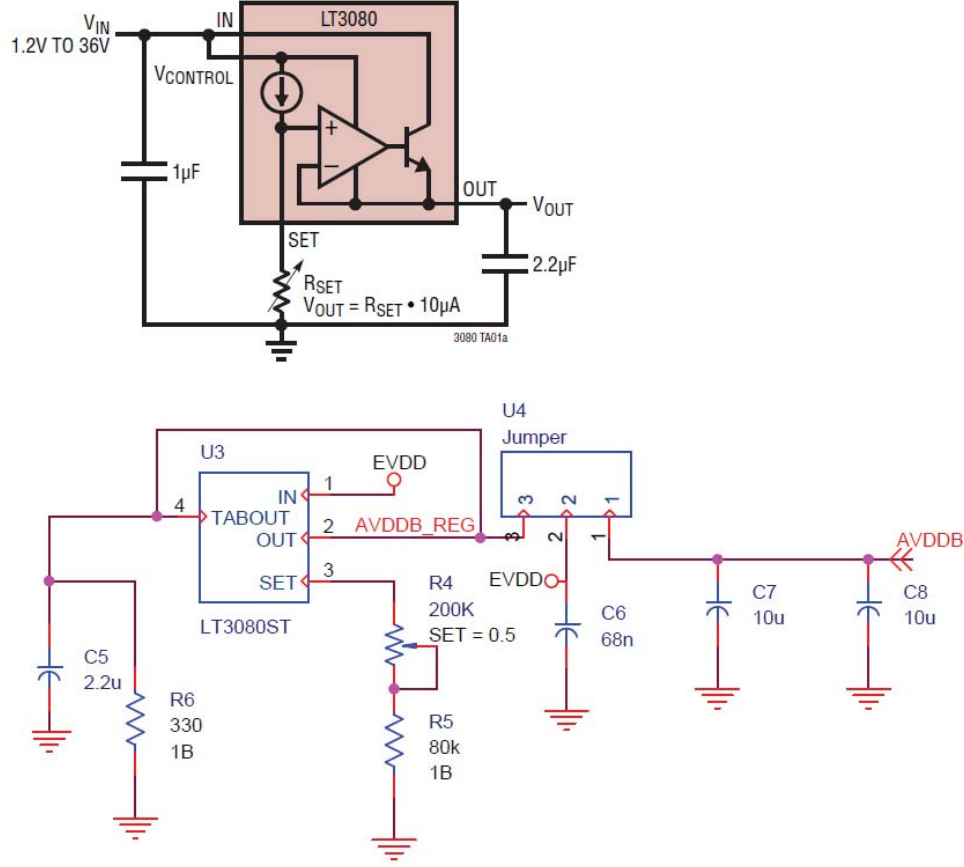 LT3080
IN
VIN
1.2V TO 36V
VCONTROL
+
−
1µF
OUT
VOUT
SET
2.2µF
RSET
VOUT = RSET • 10µA
3080 TA01a
U4
Jumper
U3
EVDD
1
IN
3
2
1
4
TABOUT
2
OUT
AVDDB_REG
3
2
1
AVDDB
3
SET
EVDD
R4
200K
SET = 0.5
LT3080ST
C6
68n
C7
10u
C8
10u
C5
2.2u
R6
330
1B
R5
80k
1B